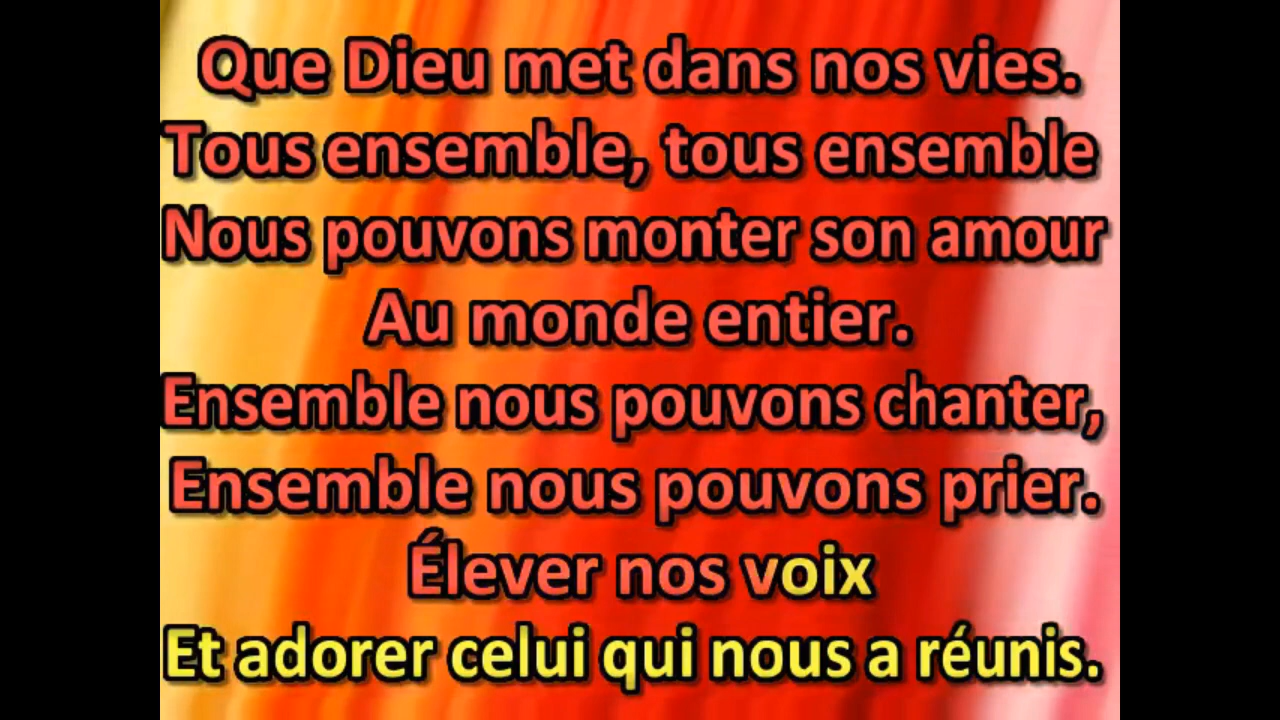 Que Dieu met dans nos vies.
Tous ensemble, tous ensemble
Nous pouvons monter son amour
Au monde entier.
Ensemble nous pouvons chanter,
Ensemble nous pouvons prier.
Élever nos voix
Et adorer celui qui nous a réunis.